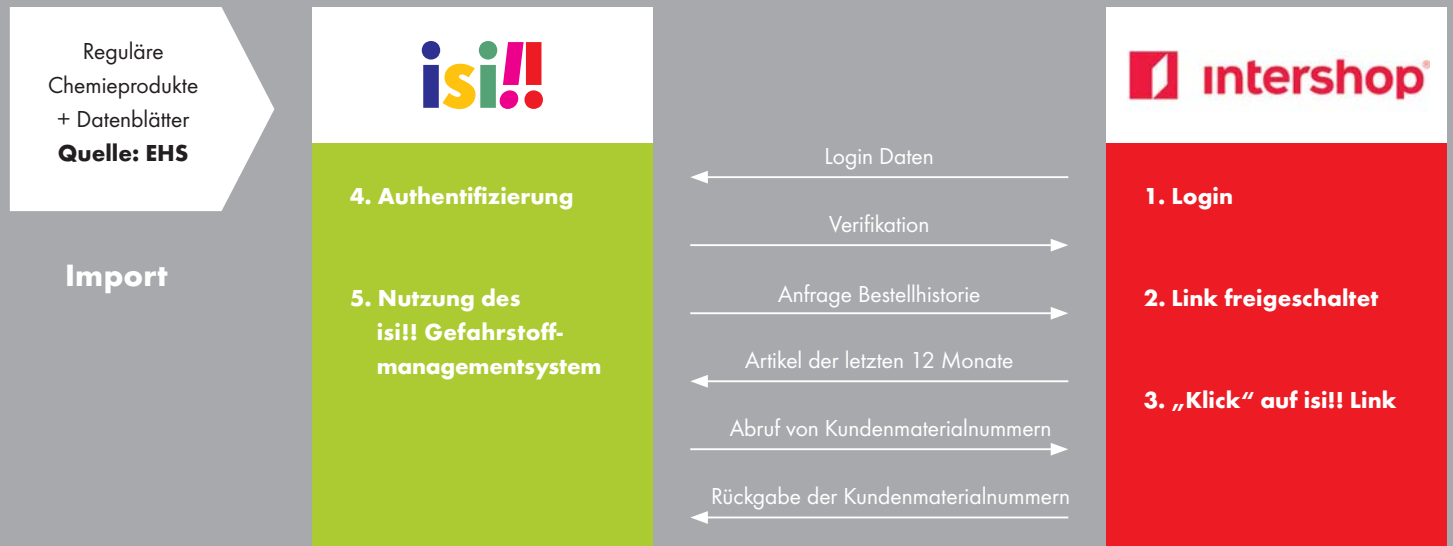 Reguläre
Chemieprodukte
+ Datenblätter
Quelle: EHS
Import
isi!!
4. Authentifizierung
5. Nutzung des
isi!! Gefahrstoff-
managementsystem
Login Daten
Verifikation
Anfrage Bestellhistorie
Artikel der letzten 12 Monate
Abruf von Kundenmaterialnummern
Rückgabe der Kundenmaterialnummern
intershop®
1. Login
2. Link freigeschaltet
3. „Klick“ auf isi!! Link